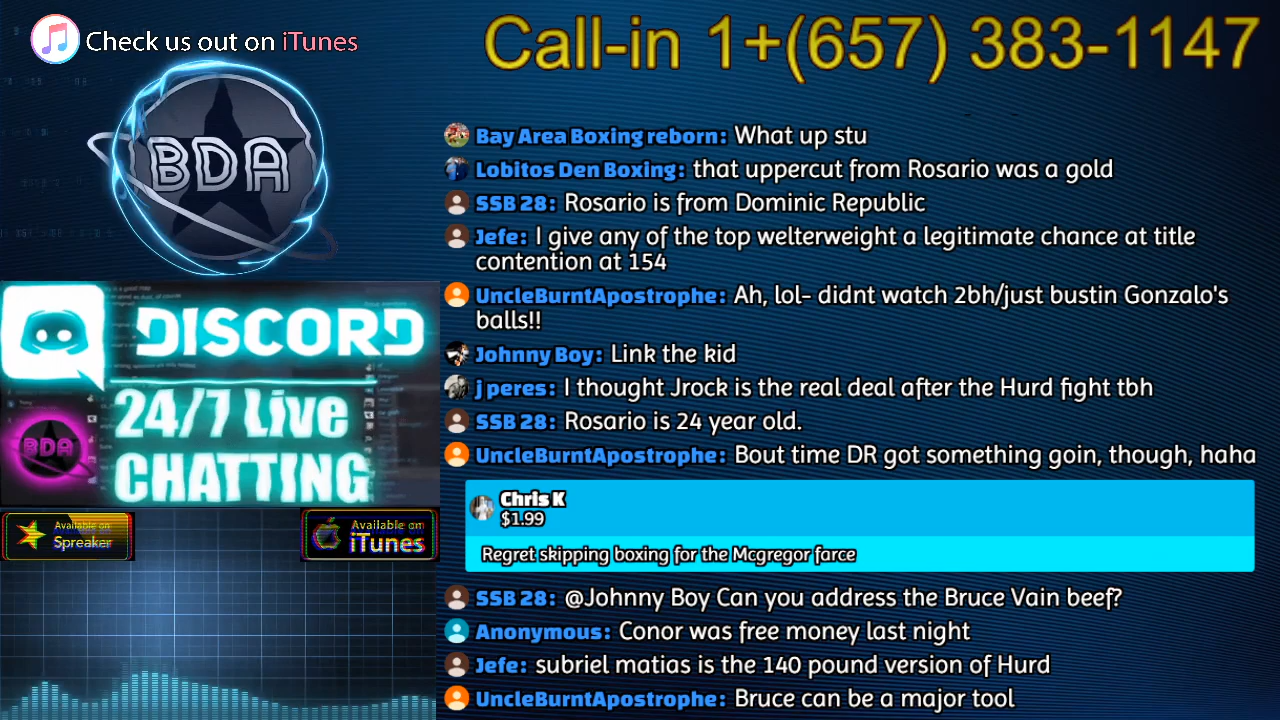 Check us out on iTunes
BDA
Call-in 1+(657) 383-1147
Bay Area Boxing reborn: What up stu
Lobitos Den Boxing: that uppercut from Rosario was a gold
SSB 28: Rosario is from Dominic Republic
Jefe: I give any of the top welterweight a legitimate chance at title
contention at 154
UncleBurntApostrophe: Ah, lol- didnt watch 2bh/just bustin Gonzalo's
balls!!
Johnny Boy: Link the kid
j peres: I thought Jrock is the real deal after the Hurd fight tbh
SSB 28: Rosario is 24 year old.
UncleBurntApostrophe: Bout time DR got something goin, though, haha
Chris K
$1.99
Regret skipping boxing for the Mcgregor farce
SSB 28: @Johnny Boy Can you address the Bruce Vain beef?
Anonymous: Conor was free money last night
Jefe: subriel matias is the 140 pound version of Hurd
UncleBurntApostrophe: Bruce can be a major tool
DISCORD
24/7 Live
CHATTING
BDA
Available on
Spreaker
Available on
iTunes